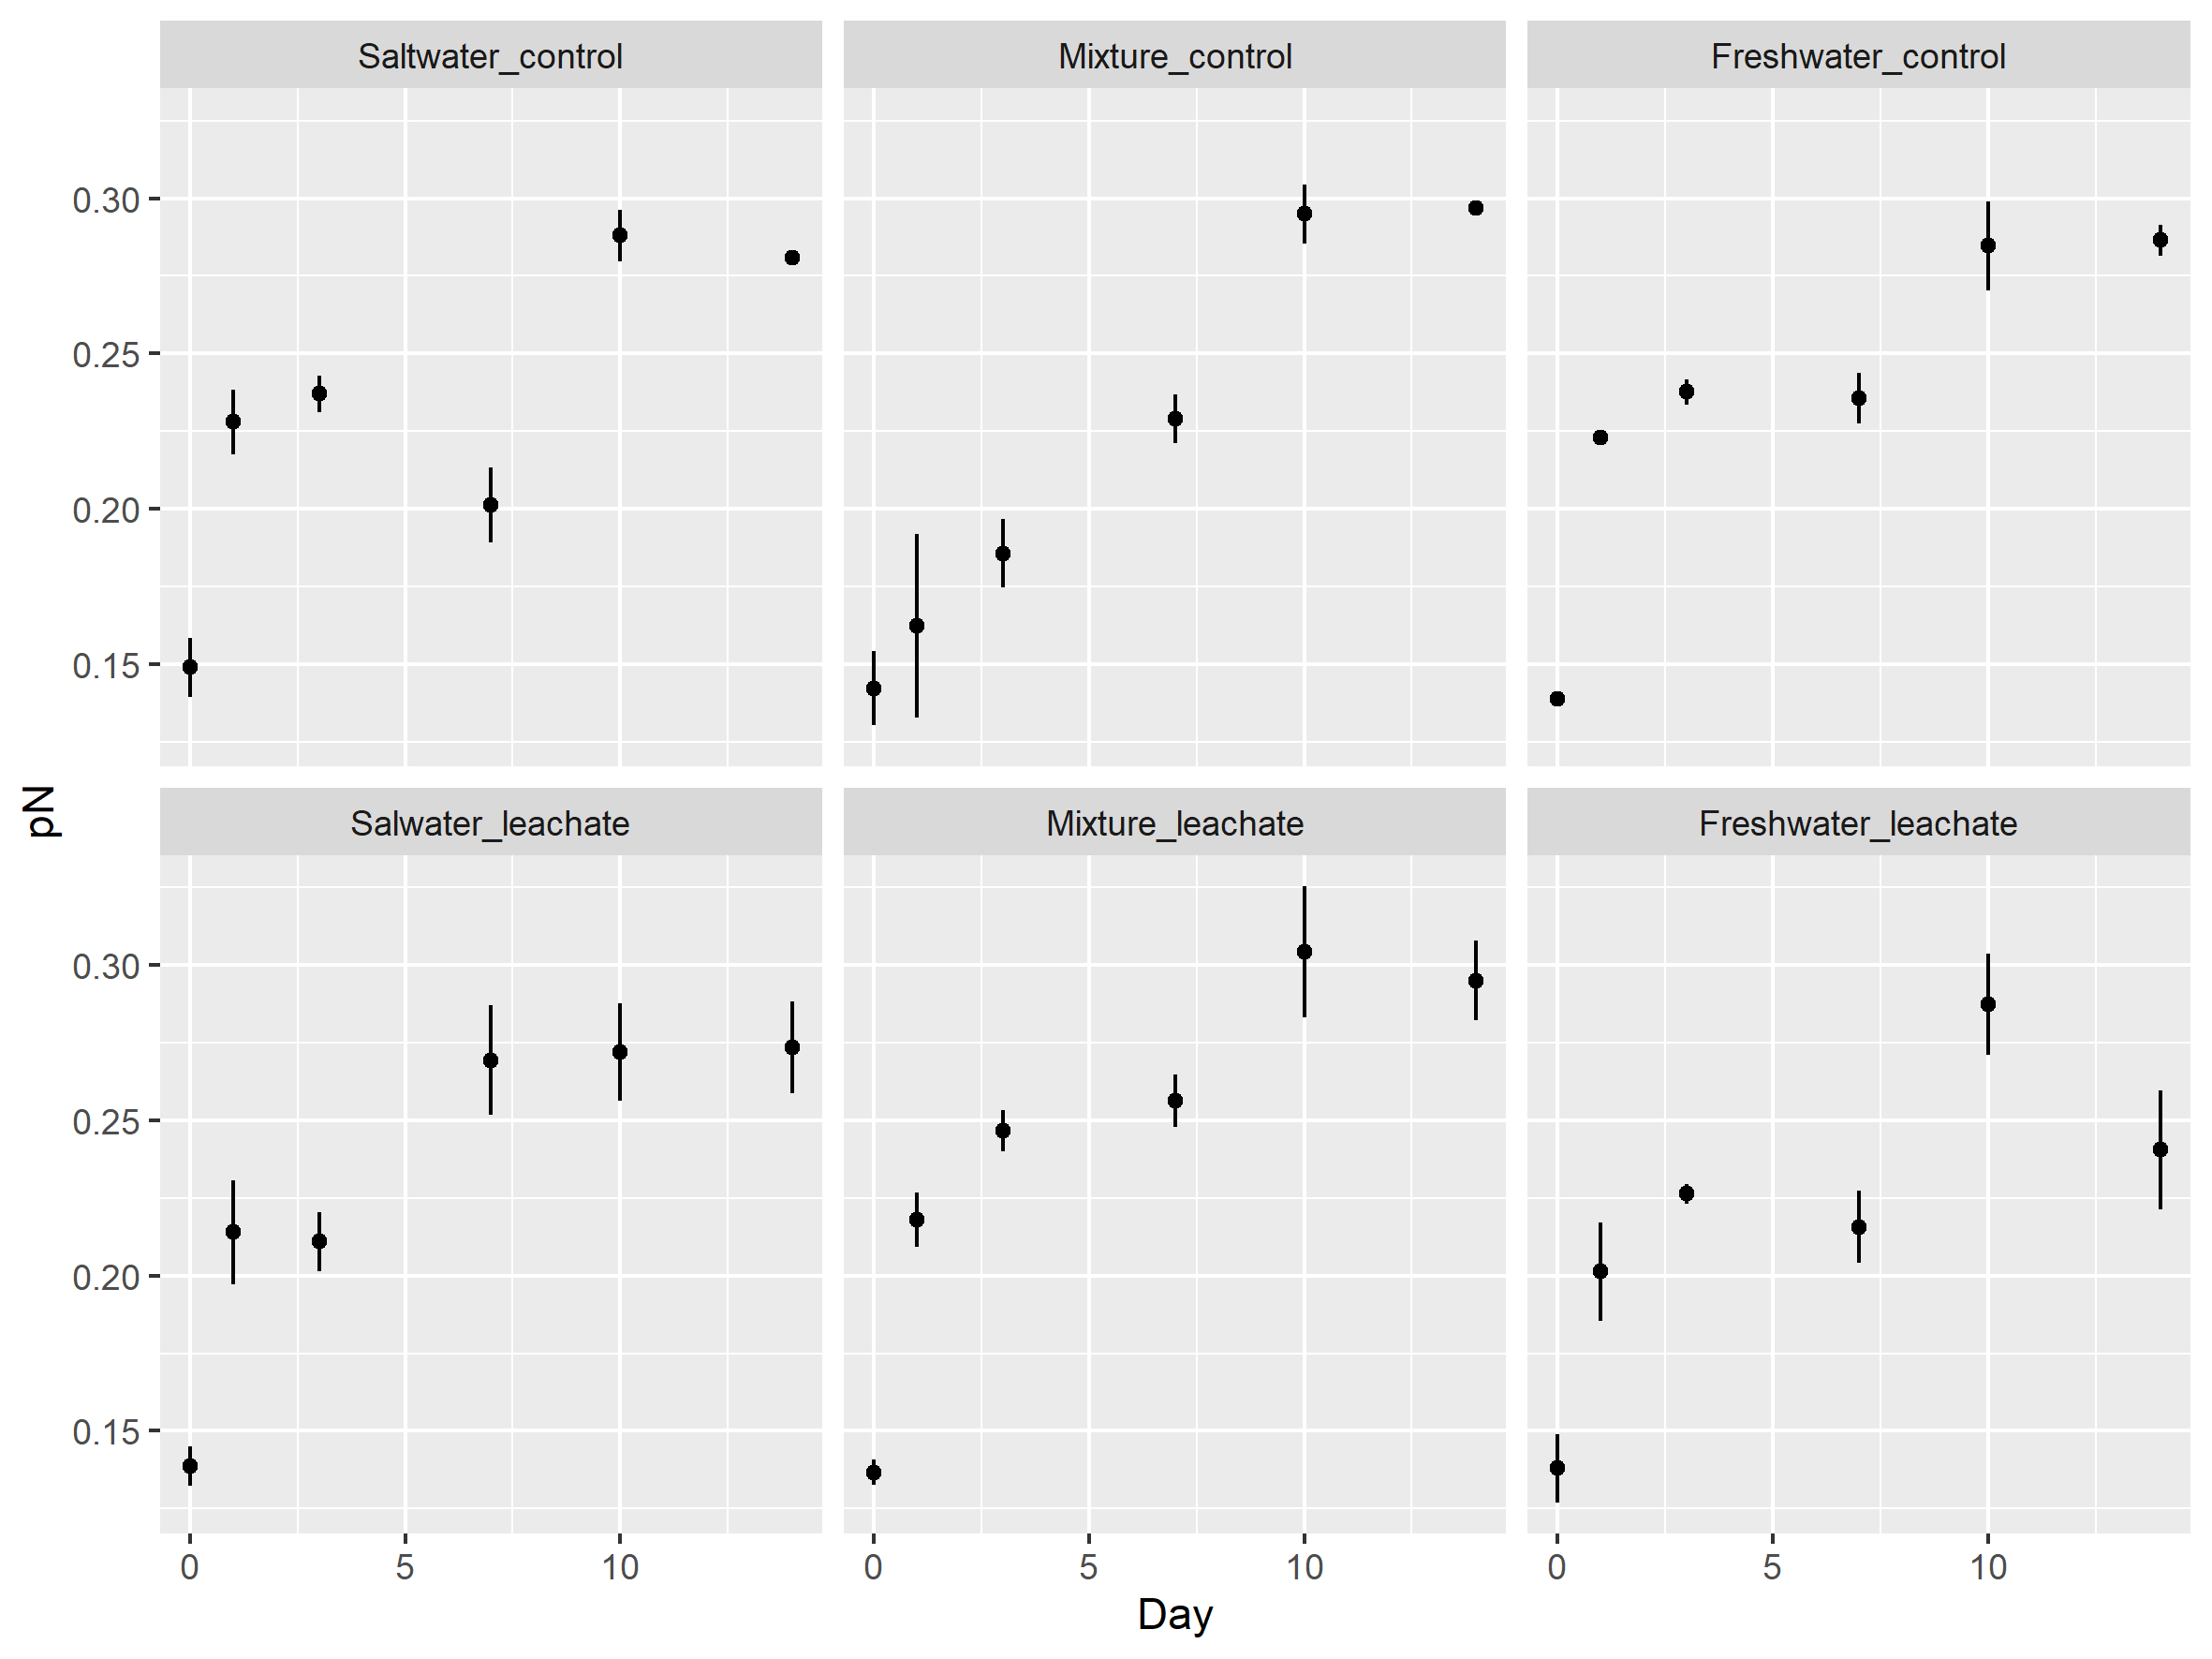 Saltwater_control Mixture_control Freshwater_control
0.30
0.25
0.20
0.15
pN
Salwater_leachate Mixture_leachate Freshwater_leachate
0.30
0.25
0.20
0.15
0 5 10 0 5 10 0 5 10
Day